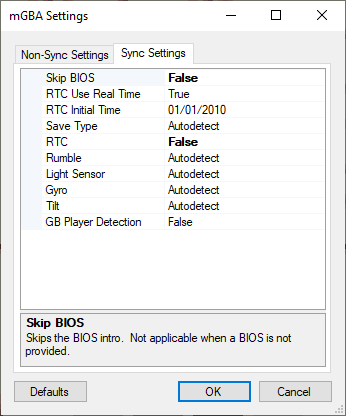 mGBA Settings
Non-Sync Settings Sync Settings
Skip BIOS False
RTC Use Real Time True
RTC Initial Time 01/01/2010
Save Type Autodetect
RTC False
Rumble Autodetect
Light Sensor Autodetect
Gyro Autodetect
Tilt Autodetect
GB Player Detection False
Skip BIOS
Skips the BIOS intro. Not applicable when a BIOS is not
provided.
Defaults OK Cancel